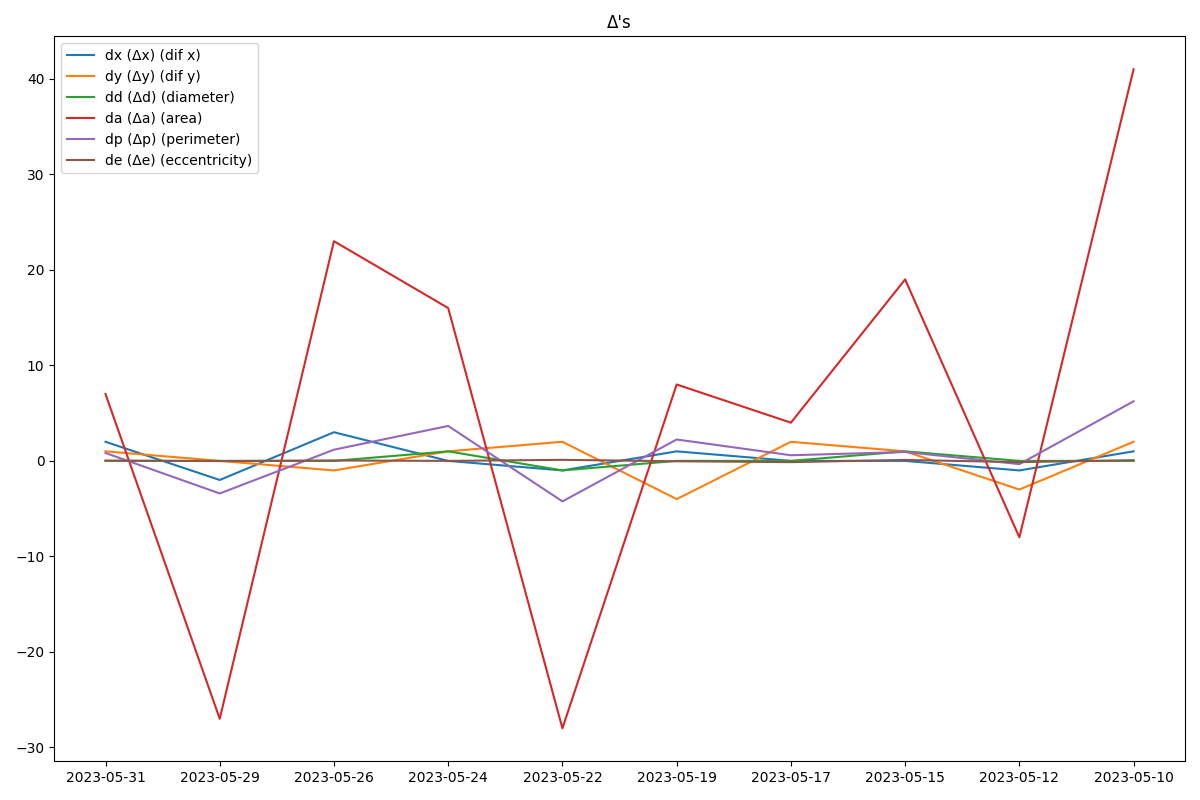 Δ's
dx (Δx) (dif x)
dy (Δy) (dif y)
dd (Δd) (diameter)
da (Δa) (area)
dp (Δp) (perimeter)
de (Δe) (eccentricity)
40
30
20
10
0
−10
−20
−30
2023-05-31 2023-05-29 2023-05-26 2023-05-24 2023-05-22 2023-05-19 2023-05-17 2023-05-15 2023-05-12 2023-05-10